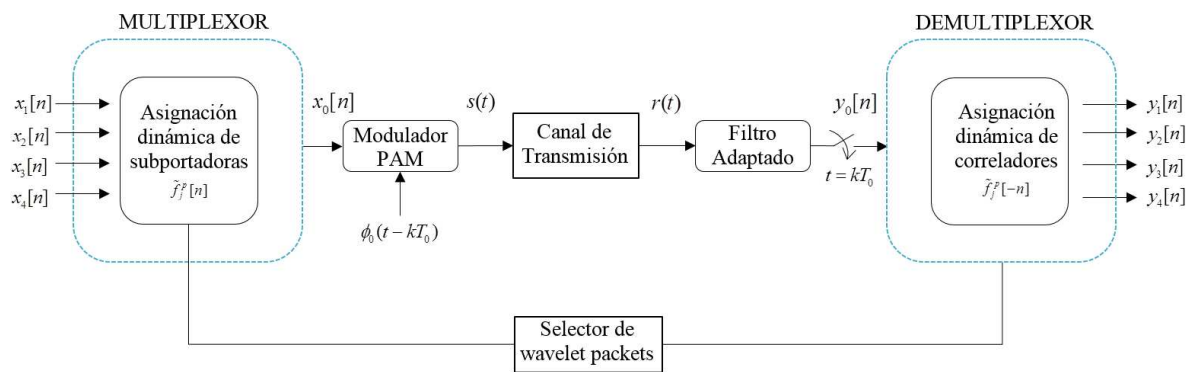 MULTIPLEXOR
DEMULTIPLEXOR
x₁[n]
x₂[n]
x₃[n]
x₄[n]
Asignación
dinámica de
subportadoras
f̃ⱼᵖ[n]
x₀[n]
Modulador
PAM
ϕ₀(t − kT₀)
s(t)
Canal de
Transmisión
r(t)
Filtro
Adaptado
y₀[n]
t = kT₀
Asignación
dinámica de
correladores
f̃ⱼᵖ[−n]
y₁[n]
y₂[n]
y₃[n]
y₄[n]
Selector de
wavelet packets